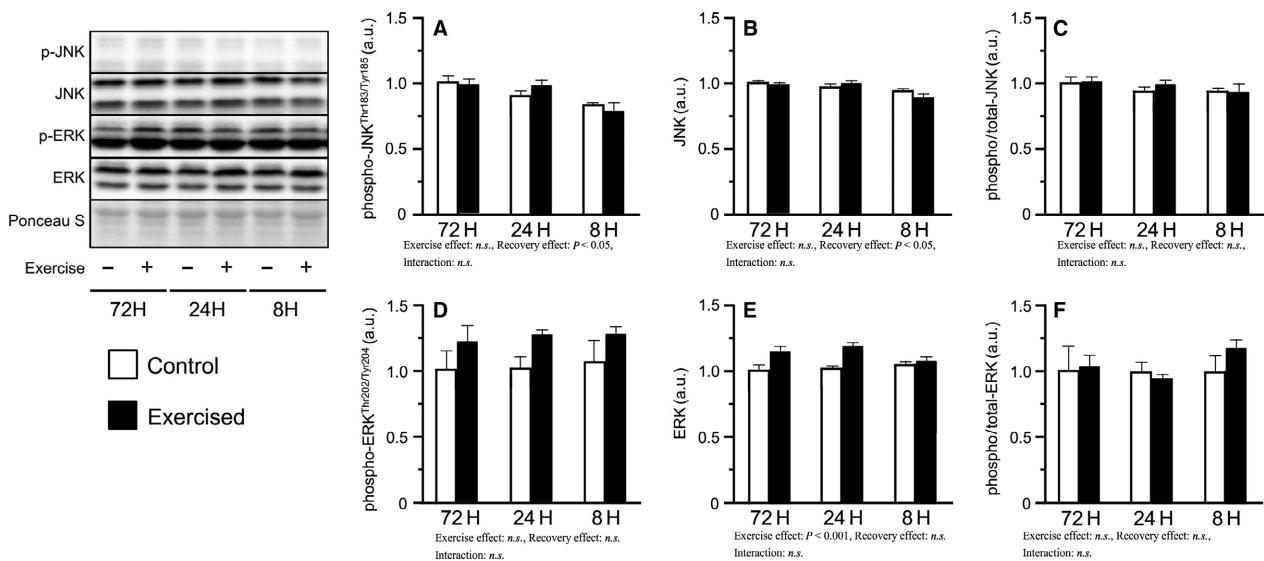 p-JNK
JNK
p-ERK
ERK
Ponceau S
Exercise − + − + − +
72H 24H 8H
Control
Exercised
A
phospho-JNKThr183/Tyr185 (a.u.)
1.5
1.0
0.5
0
72 H 24 H 8 H
Exercise effect: n.s., Recovery effect: P < 0.05,
Interaction: n.s.
B
JNK (a.u.)
1.5
1.0
0.5
0
72 H 24 H 8 H
Exercise effect: n.s., Recovery effect: P < 0.05,
Interaction: n.s.
C
phospho/total-JNK (a.u.)
1.5
1.0
0.5
0
72 H 24 H 8 H
Exercise effect: n.s., Recovery effect: n.s.,
Interaction: n.s.
D
phospho-ERKThr202/Tyr204 (a.u.)
1.5
1.0
0.5
0
72 H 24 H 8 H
Exercise effect: n.s., Recovery effect: n.s.
Interaction: n.s.
E
ERK (a.u.)
1.5
1.0
0.5
0
72 H 24 H 8 H
Exercise effect: P < 0.001, Recovery effect: n.s.
Interaction: n.s.
F
phospho/total-ERK (a.u.)
1.5
1.0
0.5
0
72 H 24 H 8 H
Exercise effect: n.s., Recovery effect: n.s.,
Interaction: n.s.